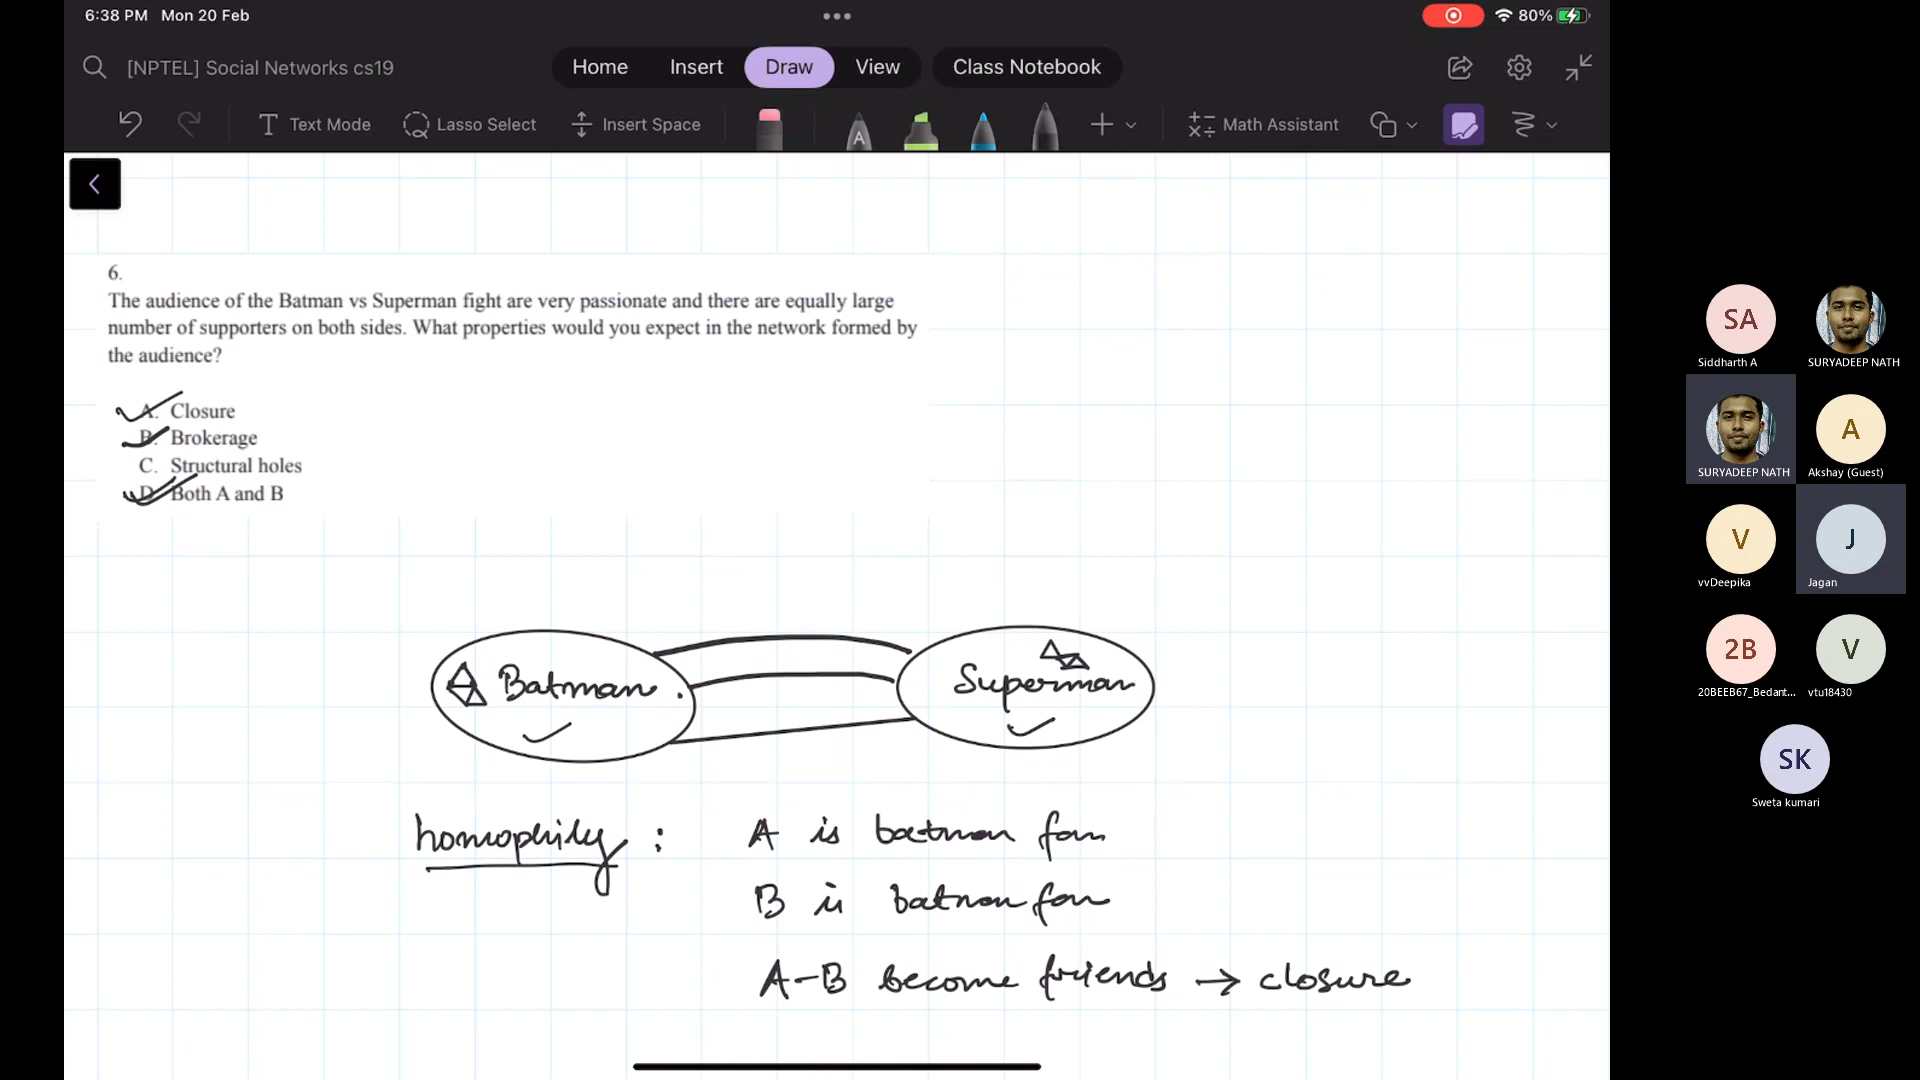 6:38 PM Mon 20 Feb
80%
[NPTEL] Social Networks cs19
Home Insert Draw View Class Notebook
Text Mode Lasso Select Insert Space A Math Assistant
6.
The audience of the Batman vs Superman fight are very passionate and there are equally large
number of supporters on both sides. What properties would you expect in the network formed by
the audience?
A. Closure
B. Brokerage
C. Structural holes
D. Both A and B
Batman Superman
homophily : A is batman fan
B is batman fan
A-B become friends → closure
SA
Siddharth A SURYADEEP NATH
A
SURYADEEP NATH Akshay (Guest)
V J
vvDeepika Jagan
2B V
20BEEB67_Bedant... vtu18430
SK
Sweta kumari